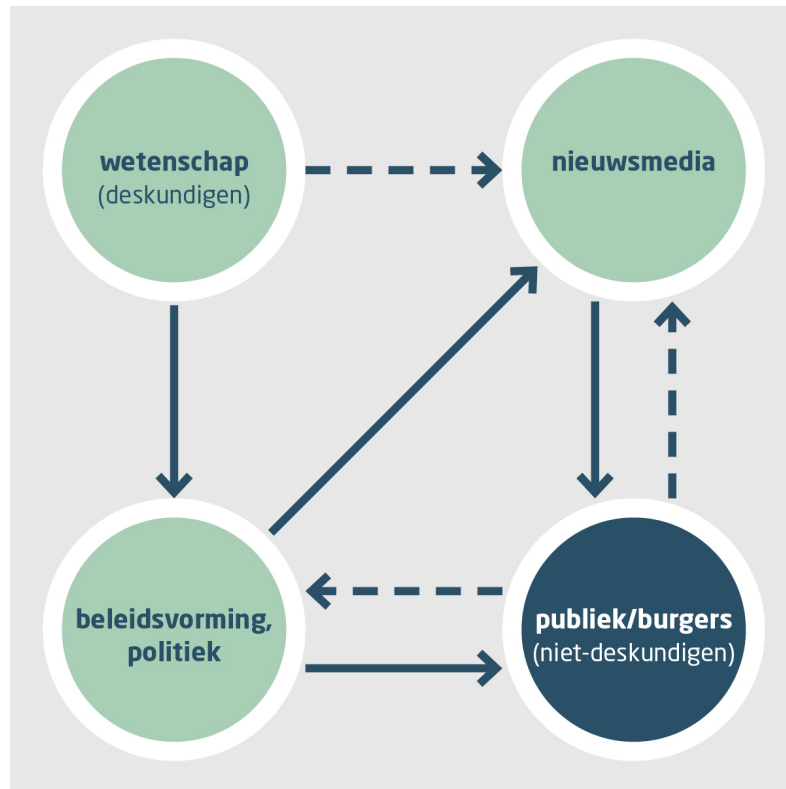 wetenschap
(deskundigen)
nieuwsmedia
beleidsvorming,
politiek
publiek/burgers
(niet-deskundigen)